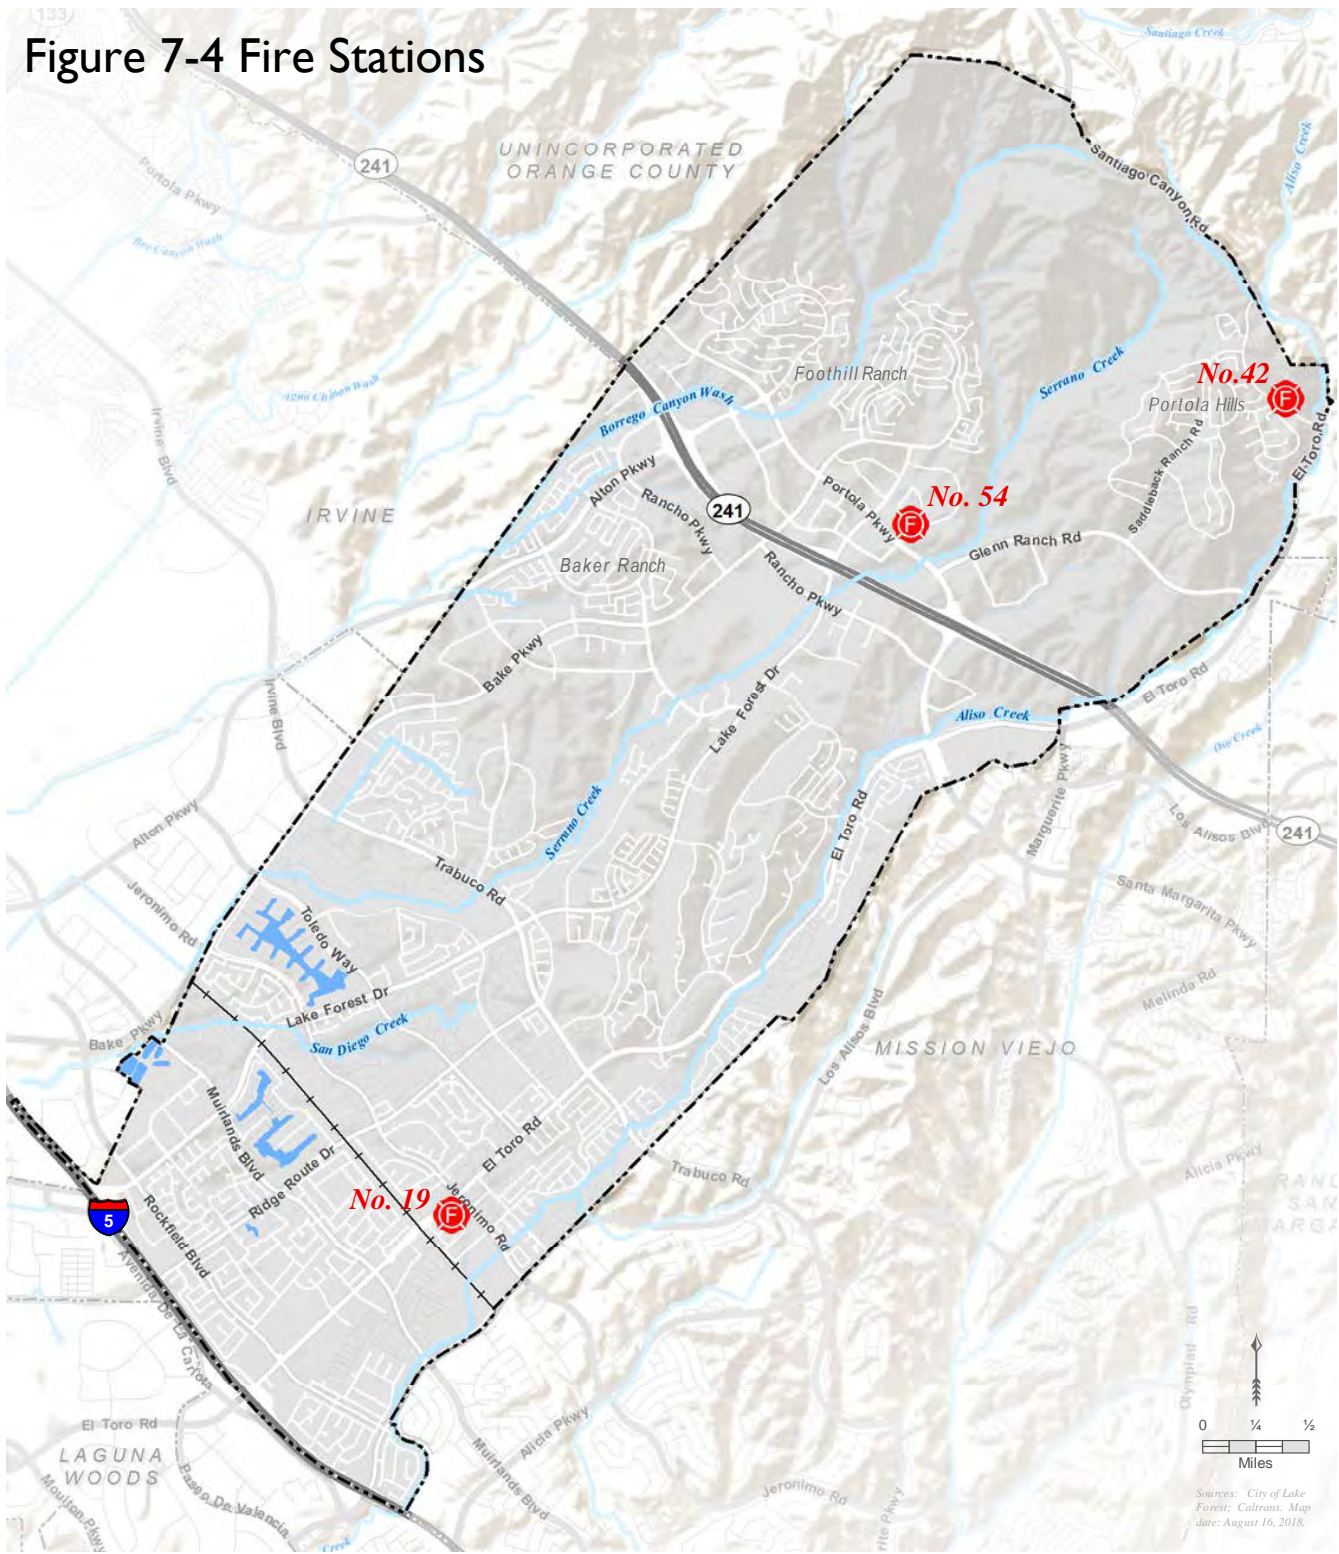 133
Figure 7-4 Fire Stations
Santiago Creek
241
UNINCORPORATED
ORANGE COUNTY
Portola Pkwy
Bee Canyon Wash
Aliso Creek
Santiago Canyon Rd
Foothill Ranch
Serrano Creek
No.42
F
Portola Hills
Borrego Canyon Wash
Irvine Blvd
El Toro Rd
Saddleback Ranch Rd
Alton Pkwy
Rancho Pkwy
Portola Pkwy
No. 54
F
241
IRVINE
Glenn Ranch Rd
Baker Ranch
Rancho Pkwy
Bake Pkwy
Irvine Blvd
Lake Forest Dr
El Toro Rd
Aliso Creek
Oso Creek
Marguerite Pkwy
Los Alisos Blv
241
Alton Pkwy
Serrano Creek
El Toro Rd
Trabuco Rd
Santa Margarita Pkwy
Jeronimo Rd
Toledo Way
Melinda Rd
Lake Forest Dr
Bake Pkwy
San Diego Creek
Los Alisos Blvd
MISSION VIEJO
Muirlands Blvd
El Toro Rd
Ridge Route Dr
Trabuco Rd
Alicia Pkwy
No. 19
F
Jeronimo Rd
Rockfield Blvd
5
RAN
SAN
MARGA
Avenida De La Carlota
Olympiad Rd
El Toro Rd
LAGUNA
WOODS
Paseo De Valencia
Moulton Pkwy
Muirlands Blvd
Alicia Pkwy
Jeronimo Rd
rite Pkwy
Creek
0 ¼ ½
Miles
Sources: City of Lake
Forest; Caltrans. Map
date: August 16, 2018.